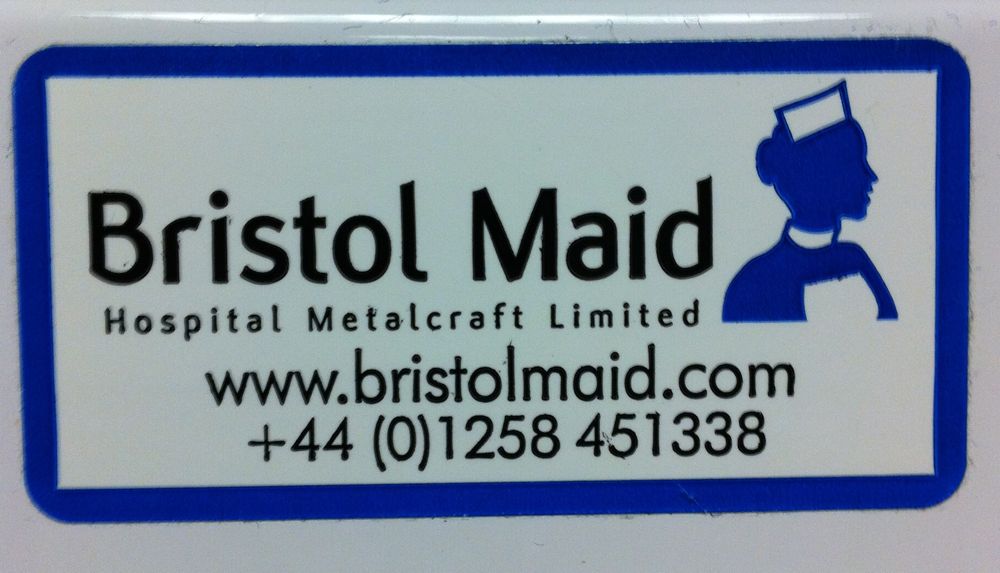 Bristol Maid
Hospital Metalcraft Limited
www.bristolmaid.com
+44 (0)1258 451338